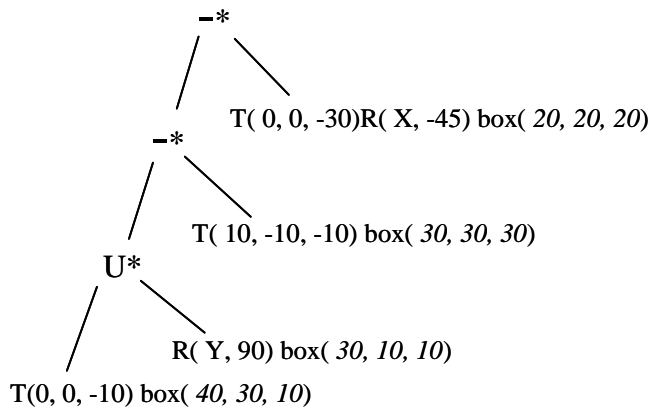 −*
T( 0, 0, -30)R( X, -45) box( 20, 20, 20)
−*
T( 10, -10, -10) box( 30, 30, 30)
U*
R( Y, 90) box( 30, 10, 10)
T(0, 0, -10) box( 40, 30, 10)